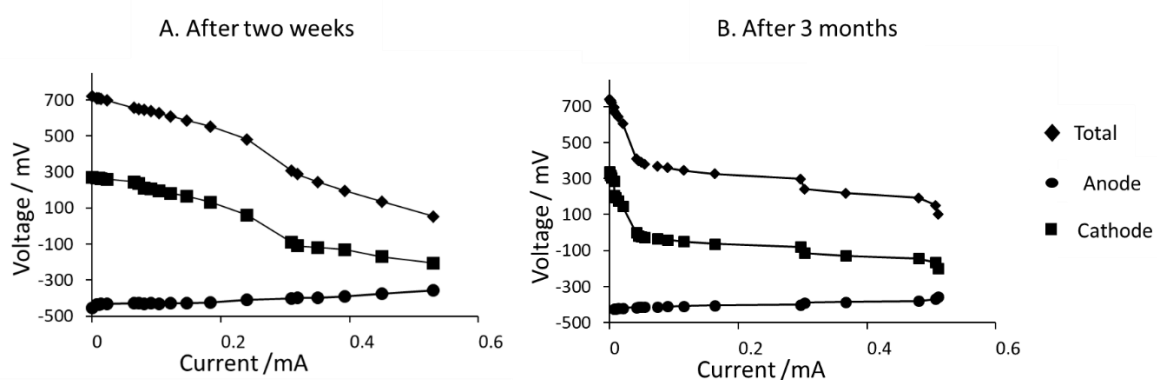 A. After two weeks
B. After 3 months
Voltage / mV
700
500
300
100
-100
-300
-500
0
0.2
0.4
0.6
Current /mA
Voltage / mV
700
500
300
100
-100
-300
-500
0
0.2
0.4
0.6
Current /mA
Total
Anode
Cathode